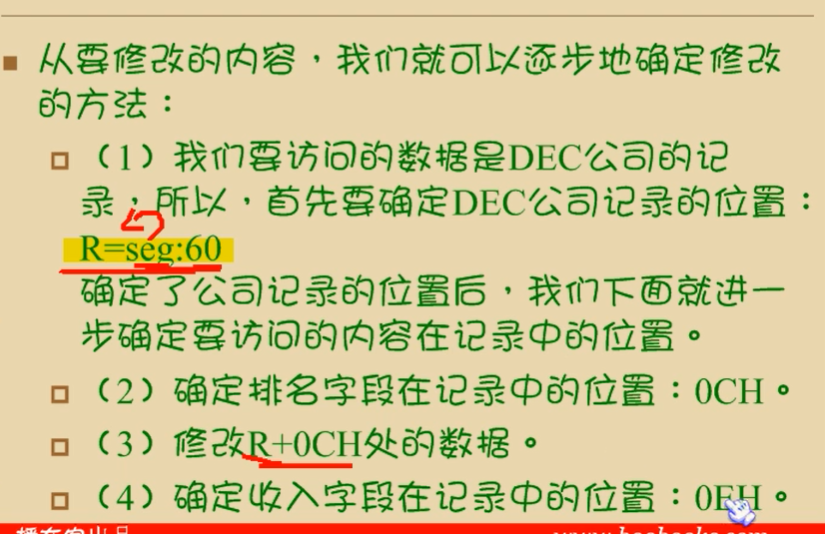 从要修改的内容，我们就可以逐步地确定修改
的方法：
（1）我们要访问的数据是DEC公司的记
录，所以，首先要确定DEC公司记录的位置：
R=seg:60
确定了公司记录的位置后，我们下面就进一
步确定要访问的内容在记录中的位置。
（2）确定排名字段在记录中的位置：0CH。
（3）修改R+0CH处的数据。
（4）确定收入字段在记录中的位置：0EH。